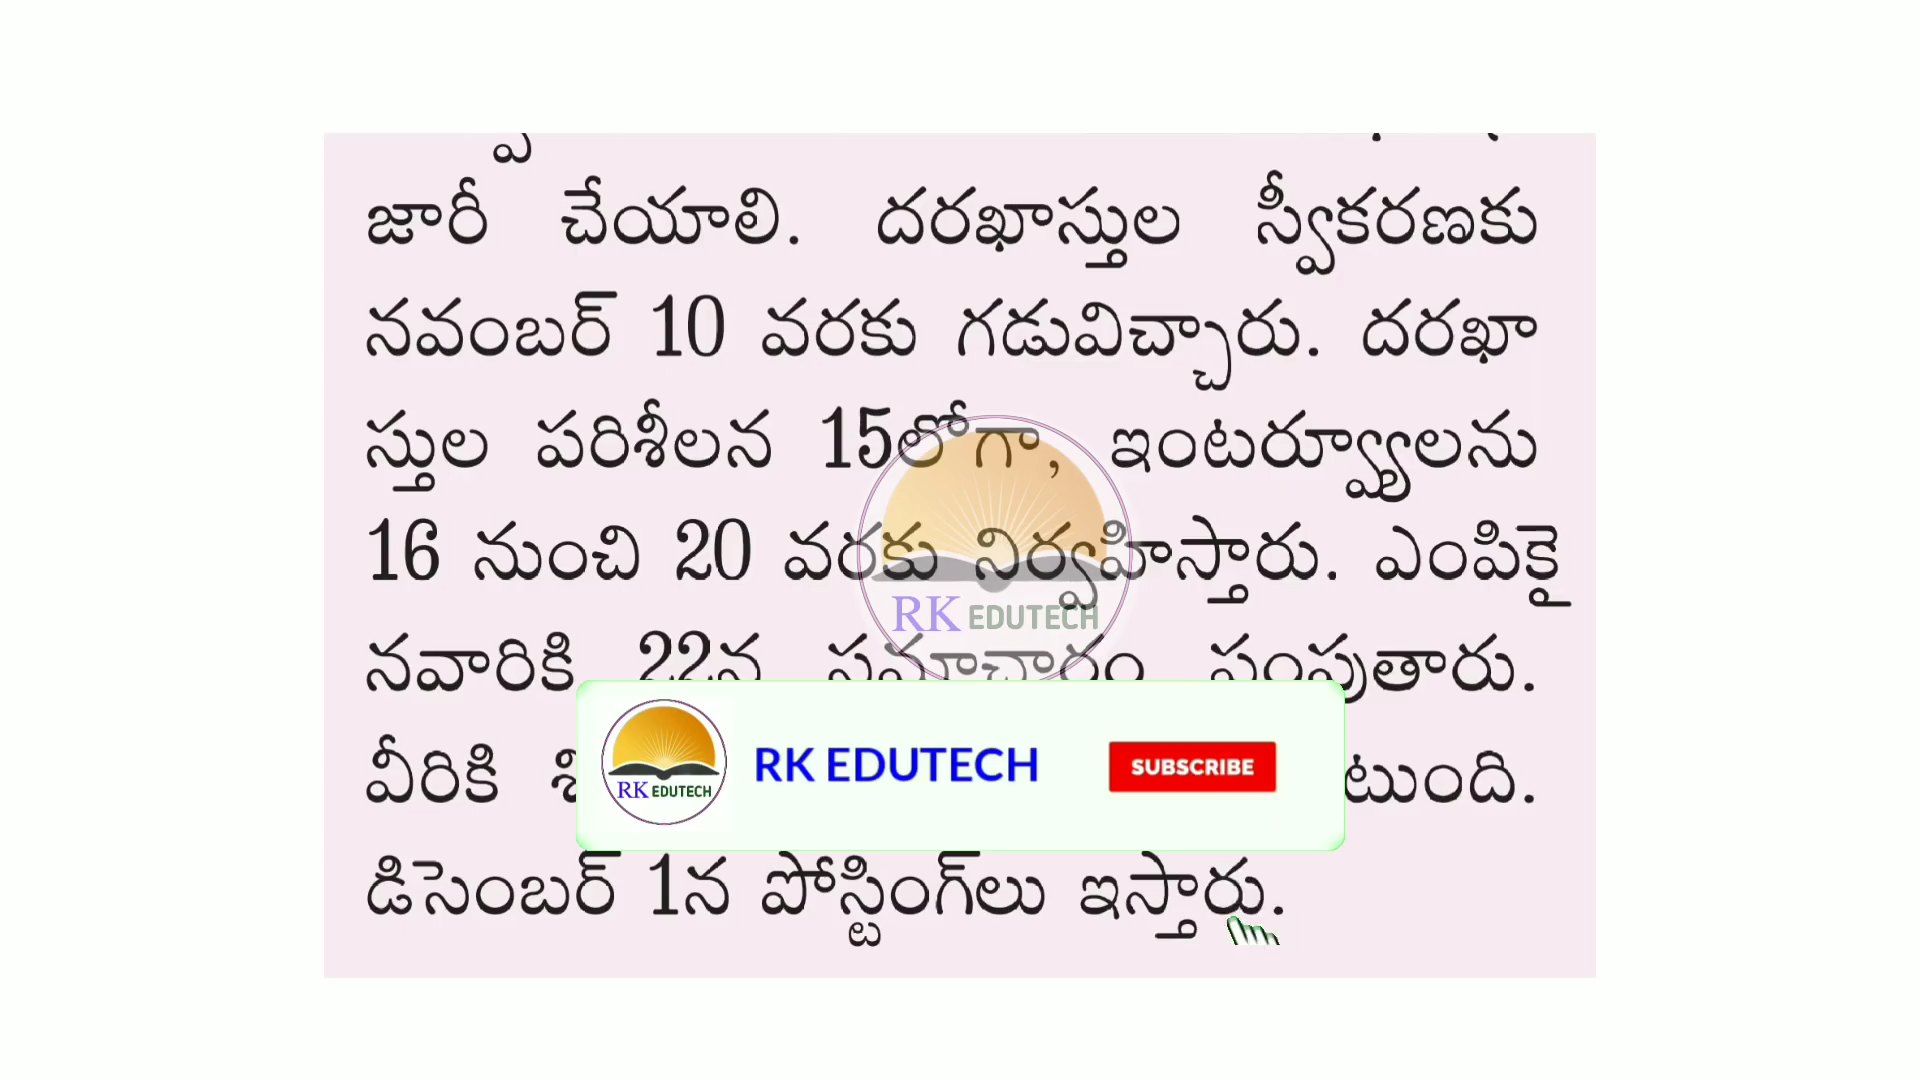 జారీ చేయాలి. దరఖాస్తుల స్వీకరణకు
నవంబర్ 10 వరకు గడువిచ్చారు. దరఖా
స్తుల పరిశీలన 15లోగా, ఇంటర్వ్యూలను
16 నుంచి 20 వరకు నిర్వహిస్తారు. ఎంపికై
RK EDUTECH
నవారికి 22న సమాచారం పంపుతారు.
RK EDUTECH
RK EDUTECH
SUBSCRIBE
వీరికి
డిసెంబర్ 1న పోస్టింగ్‌లు ఇస్తారు.